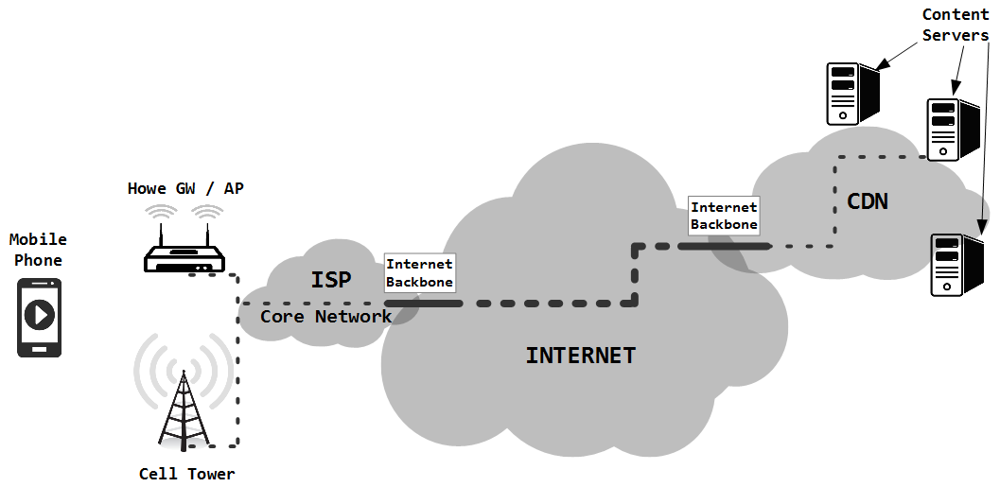 Content
Servers
Howe GW / AP
Mobile
Phone
Internet
Backbone
CDN
Internet
Backbone
ISP
Core Network
INTERNET
Cell Tower